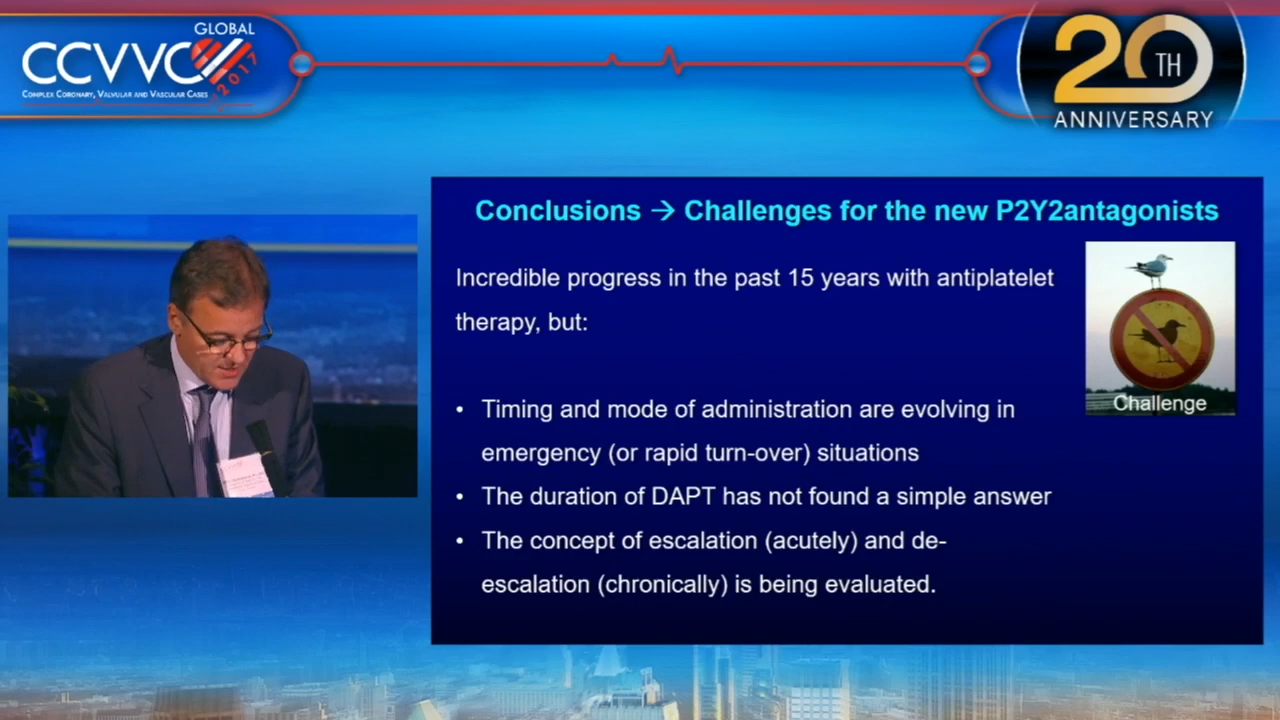 GLOBAL
CCVVC
2017
COMPLEX CORONARY, VALVULAR AND VASCULAR CASES
20TH
ANNIVERSARY
Conclusions → Challenges for the new P2Y2antagonists
Incredible progress in the past 15 years with antiplatelet
therapy, but:
Challenge
• Timing and mode of administration are evolving in
emergency (or rapid turn-over) situations
• The duration of DAPT has not found a simple answer
• The concept of escalation (acutely) and de-
escalation (chronically) is being evaluated.